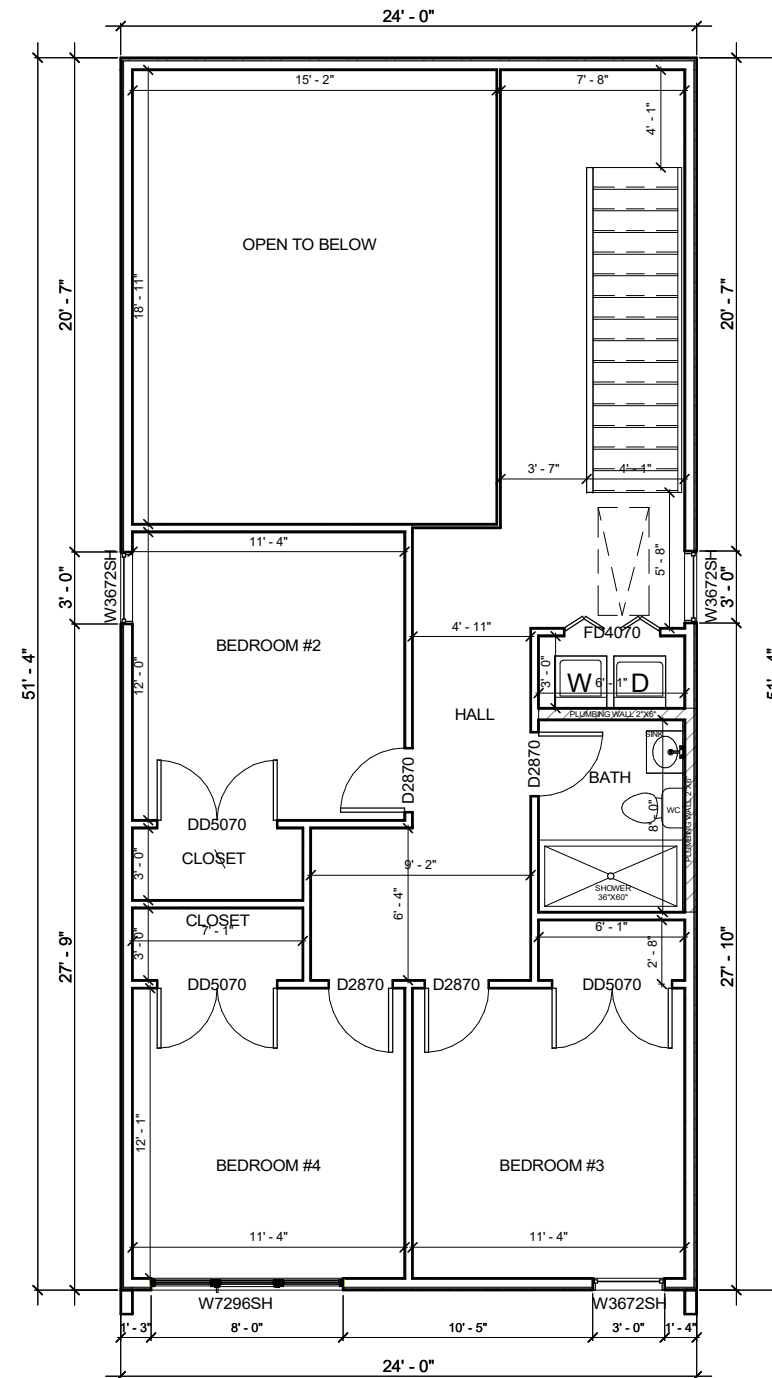 24' - 0"
15' - 2"
7' - 8"
4' - 1"
20' - 7"
18' - 11"
OPEN TO BELOW
20' - 7"
3' - 7"
4' - 1"
11' - 4"
5' - 8"
3' - 0"
W3672SH
W3672SH
3' - 0"
4' - 11"
FD4070
BEDROOM #2
51' - 4"
12' - 0"
3' - 0"
W
6' - 1"
D
51' - 4"
HALL
PLUMBING WALL 2"X6"
SINK
D2870
D2870
BATH
WC
8' - 0"
PLUMBING WALL 2"X6"
DD5070
CLOSET
3' - 0"
9' - 2"
6' - 4"
SHOWER
36"X60"
CLOSET
7' - 1"
3' - 0"
6' - 1"
2' - 8"
27' - 9"
27' - 10"
DD5070
D2870
D2870
DD5070
12' - 1"
BEDROOM #4
BEDROOM #3
11' - 4"
11' - 4"
W7296SH
W3672SH
1' - 3"
8' - 0"
10' - 5"
3' - 0"
1' - 4"
24' - 0"